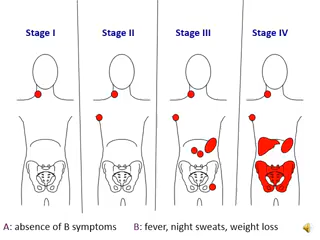 Stage I Stage II Stage III Stage IV
A: absence of B symptoms B: fever, night sweats, weight loss